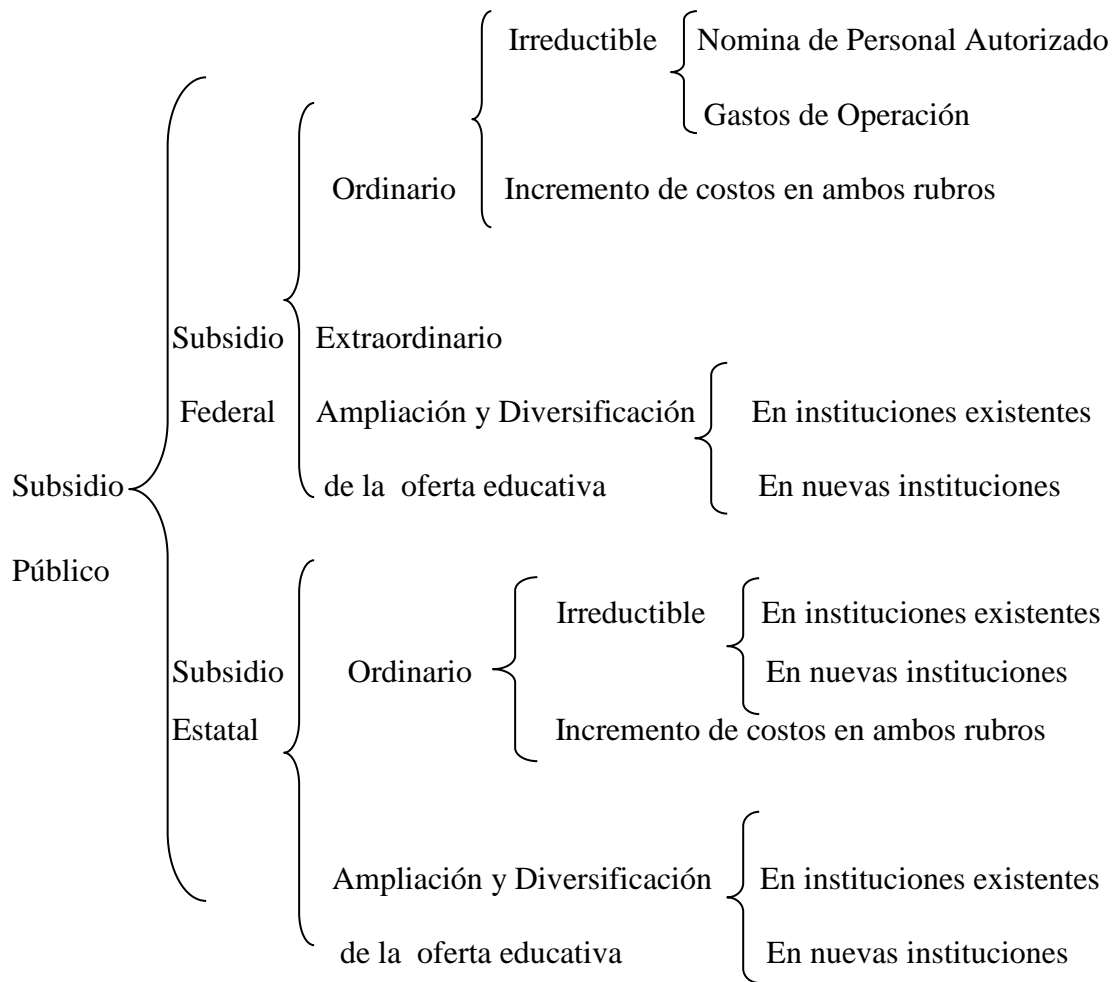 Irreductible Nomina de Personal Autorizado
Gastos de Operación
Ordinario Incremento de costos en ambos rubros
Subsidio Extraordinario
Federal Ampliación y Diversificación En instituciones existentes
Subsidio de la oferta educativa En nuevas instituciones
Público
Irreductible En instituciones existentes
Subsidio Ordinario En nuevas instituciones
Estatal Incremento de costos en ambos rubros
Ampliación y Diversificación En instituciones existentes
de la oferta educativa En nuevas instituciones